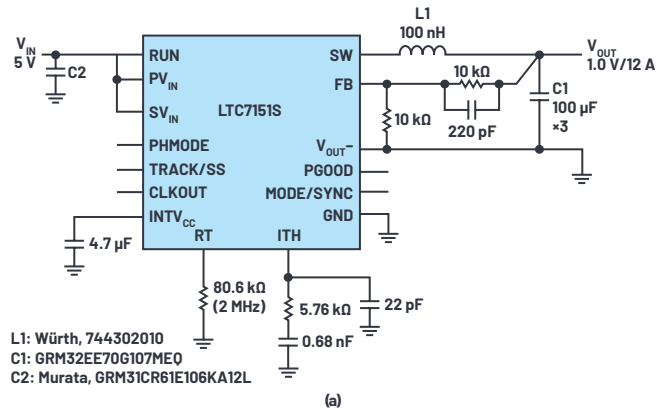 L1
100 nH
V_IN
5 V
C2
RUN
PV_IN
SV_IN
PHMODE
TRACK/SS
CLKOUT
INTV_CC
LTC7151S
SW
FB
V_OUT–
PGOOD
MODE/SYNC
GND
RT
ITH
V_OUT
1.0 V/12 A
10 kΩ
220 pF
10 kΩ
C1
100 µF
×3
4.7 µF
80.6 kΩ
(2 MHz)
5.76 kΩ
0.68 nF
22 pF
L1: Würth, 744302010
C1: GRM32EE70G107MEQ
C2: Murata, GRM31CR61E106KA12L
(a)